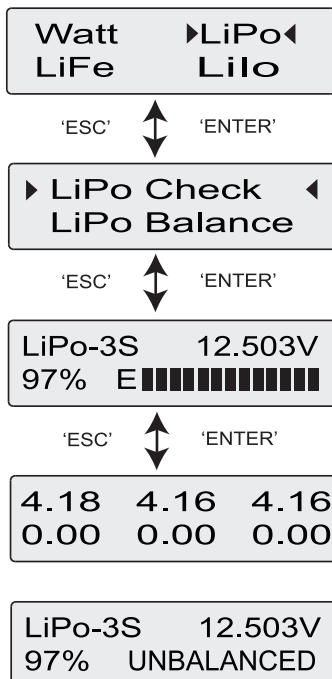 Watt ▶LiPo◀
LiFe LiIo
'ESC' 'ENTER'
▶ LiPo Check ◀
LiPo Balance
'ESC' 'ENTER'
LiPo-3S 12.503V
97% E
'ESC' 'ENTER'
4.18 4.16 4.16
0.00 0.00 0.00
LiPo-3S 12.503V
97% UNBALANCED